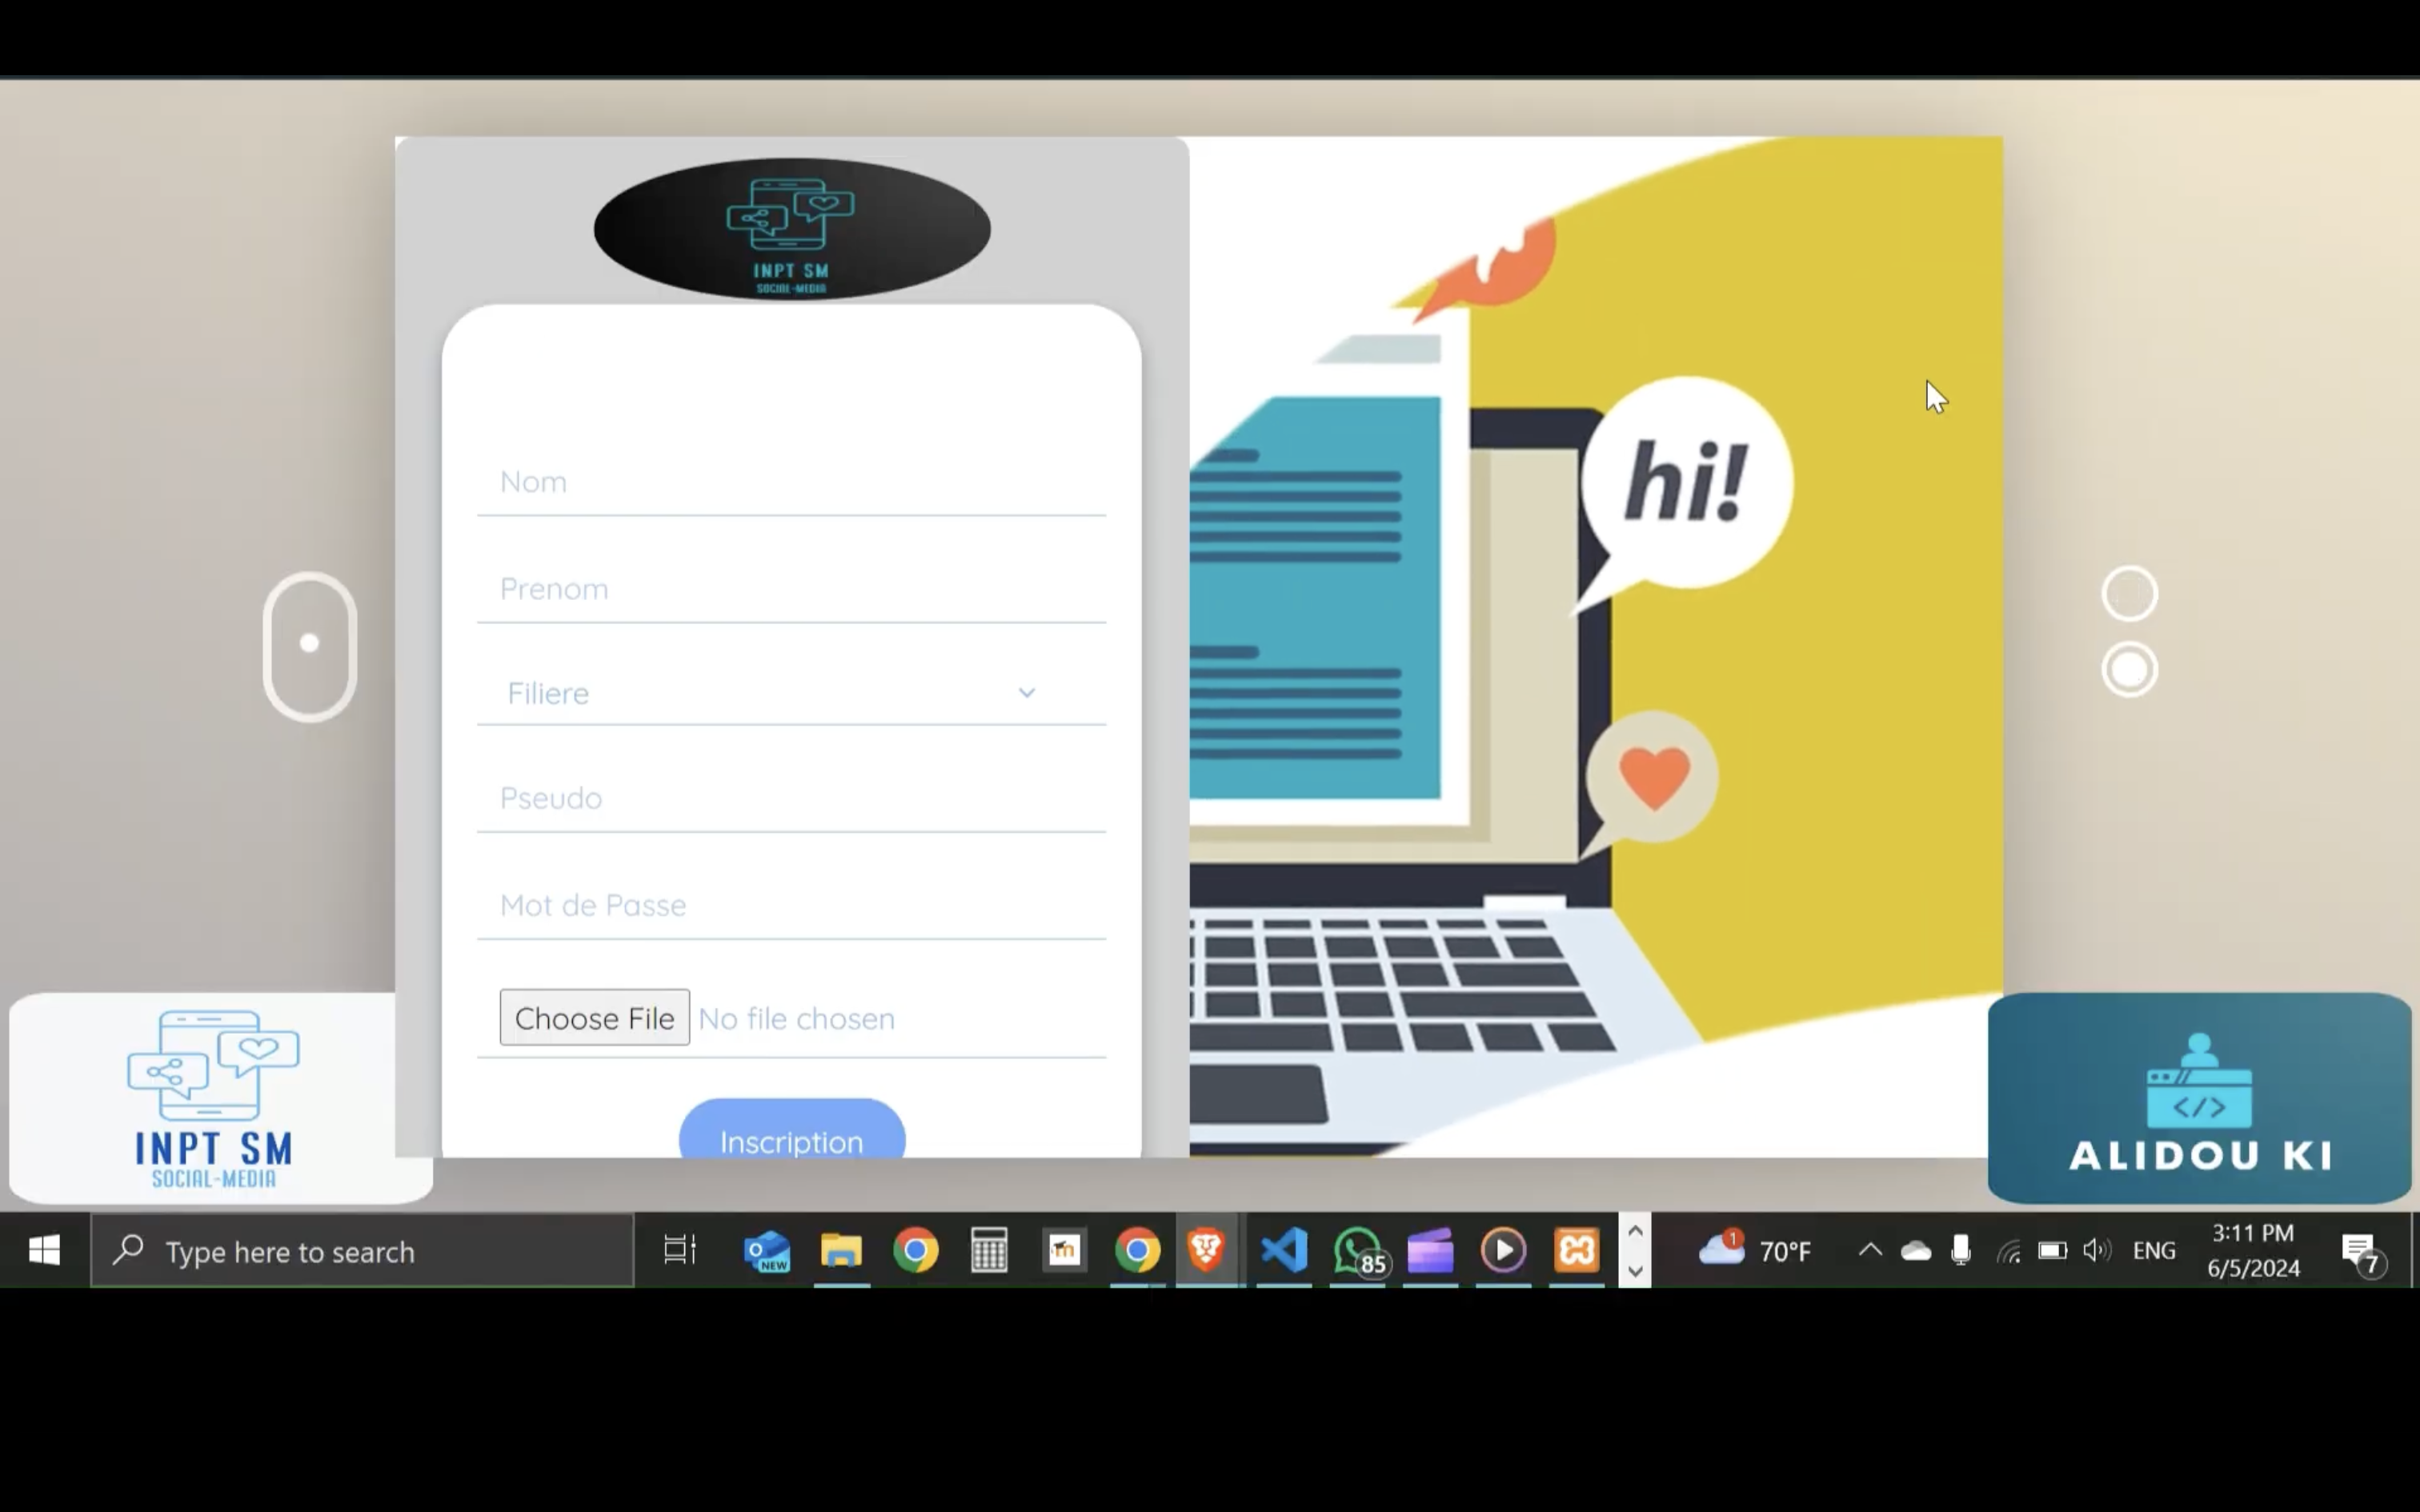 INPT SM
SOCIAL-MEDIA
Nom
Prenom
Filiere
Pseudo
Mot de Passe
Choose File No file chosen
Inscription
hi!
INPT SM
SOCIAL-MEDIA
</>
ALIDOU KI
Type here to search
NEW
m
85
1
70°F
ENG
3:11 PM
6/5/2024
7